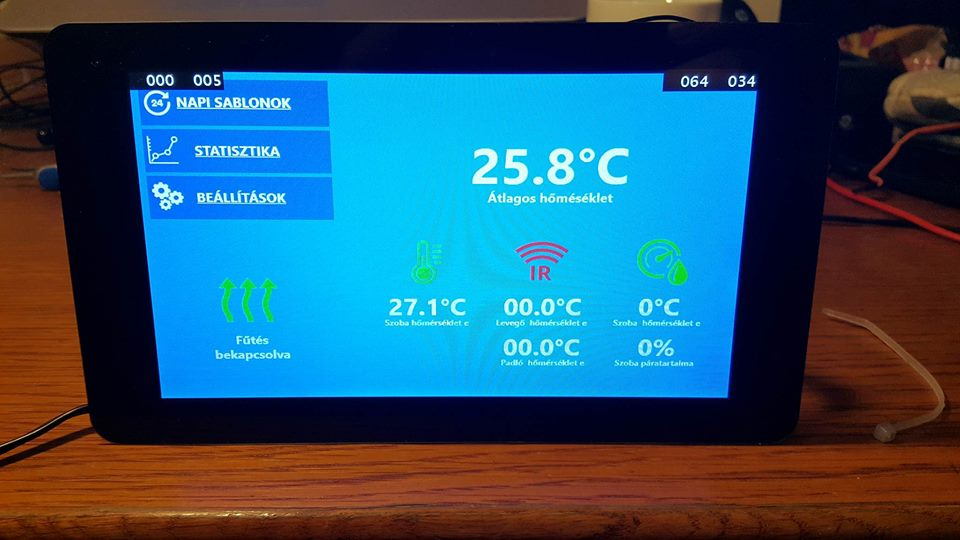 000 005
064 034
24 NAPI SABLONOK
STATISZTIKA
BEÁLLÍTÁSOK
25.8°C
Átlagos hőméséklet
IR
27.1°C
Szoba hőmérséklet e
00.0°C
Levegő hőmérséklet e
0°C
Szoba hőmérséklet e
00.0°C
Padló hőmérséklet e
0%
Szoba páratartalma
Fűtés
bekapcsolva